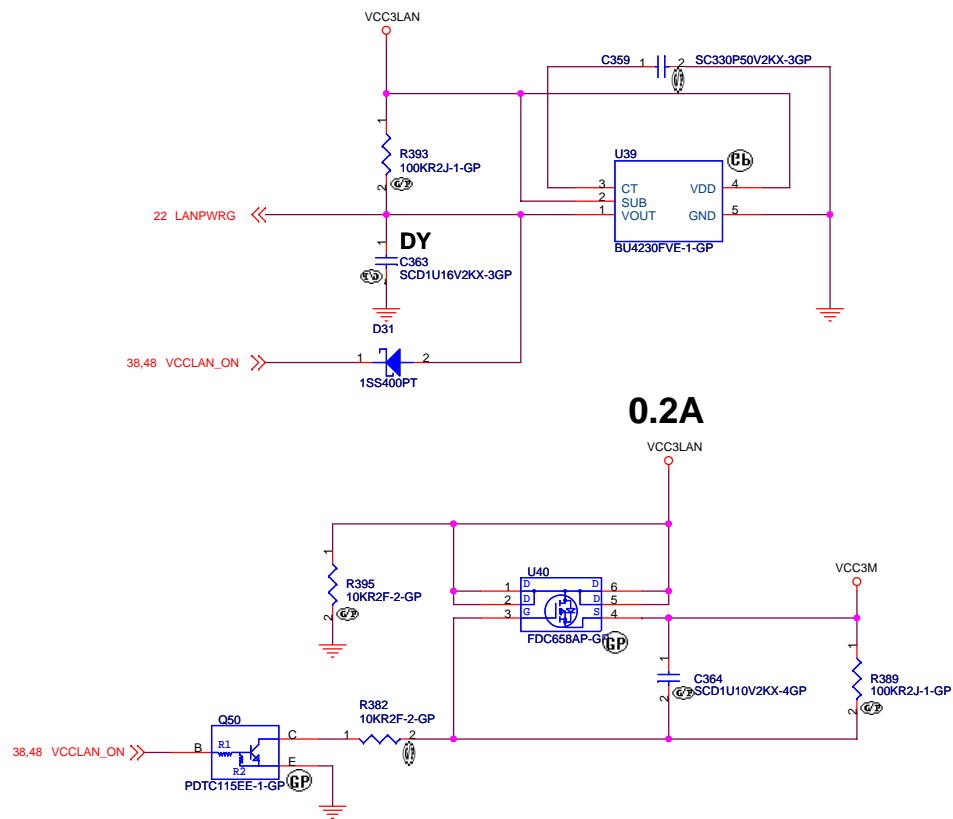 VCC3LAN
C359 1 2 SC330P50V2KX-3GP
1
R393
100KR2J-1-GP
2
G/P
U39
3 CT VDD 4
2 SUB
1 VOUT GND 5
BU4230FVE-1-GP
22 LANPWRG
1 DY
C363
SCD1U16V2KX-3GP
D31
38,48 VCCLAN_ON 1 2
1SS400PT
0.2A
VCC3LAN
1
R395
10KR2F-2-GP
2
G/P
U40
1 D D 6
2 D D 5
3 G S 4
FDC658AP-GP
GP
VCC3M
1
C364
SCD1U10V2KX-4GP
2
G/P
1
R389
100KR2J-1-GP
2
G/P
R382
10KR2F-2-GP
1 2
Q50
38,48 VCCLAN_ON B R1 C
R2 E
PDTC115EE-1-GP
GP